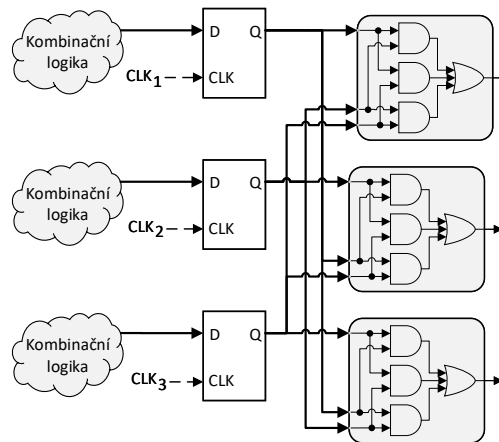 Kombinační
logika
D Q
CLK₁ CLK
Kombinační
logika
D Q
CLK₂ CLK
Kombinační
logika
D Q
CLK₃ CLK